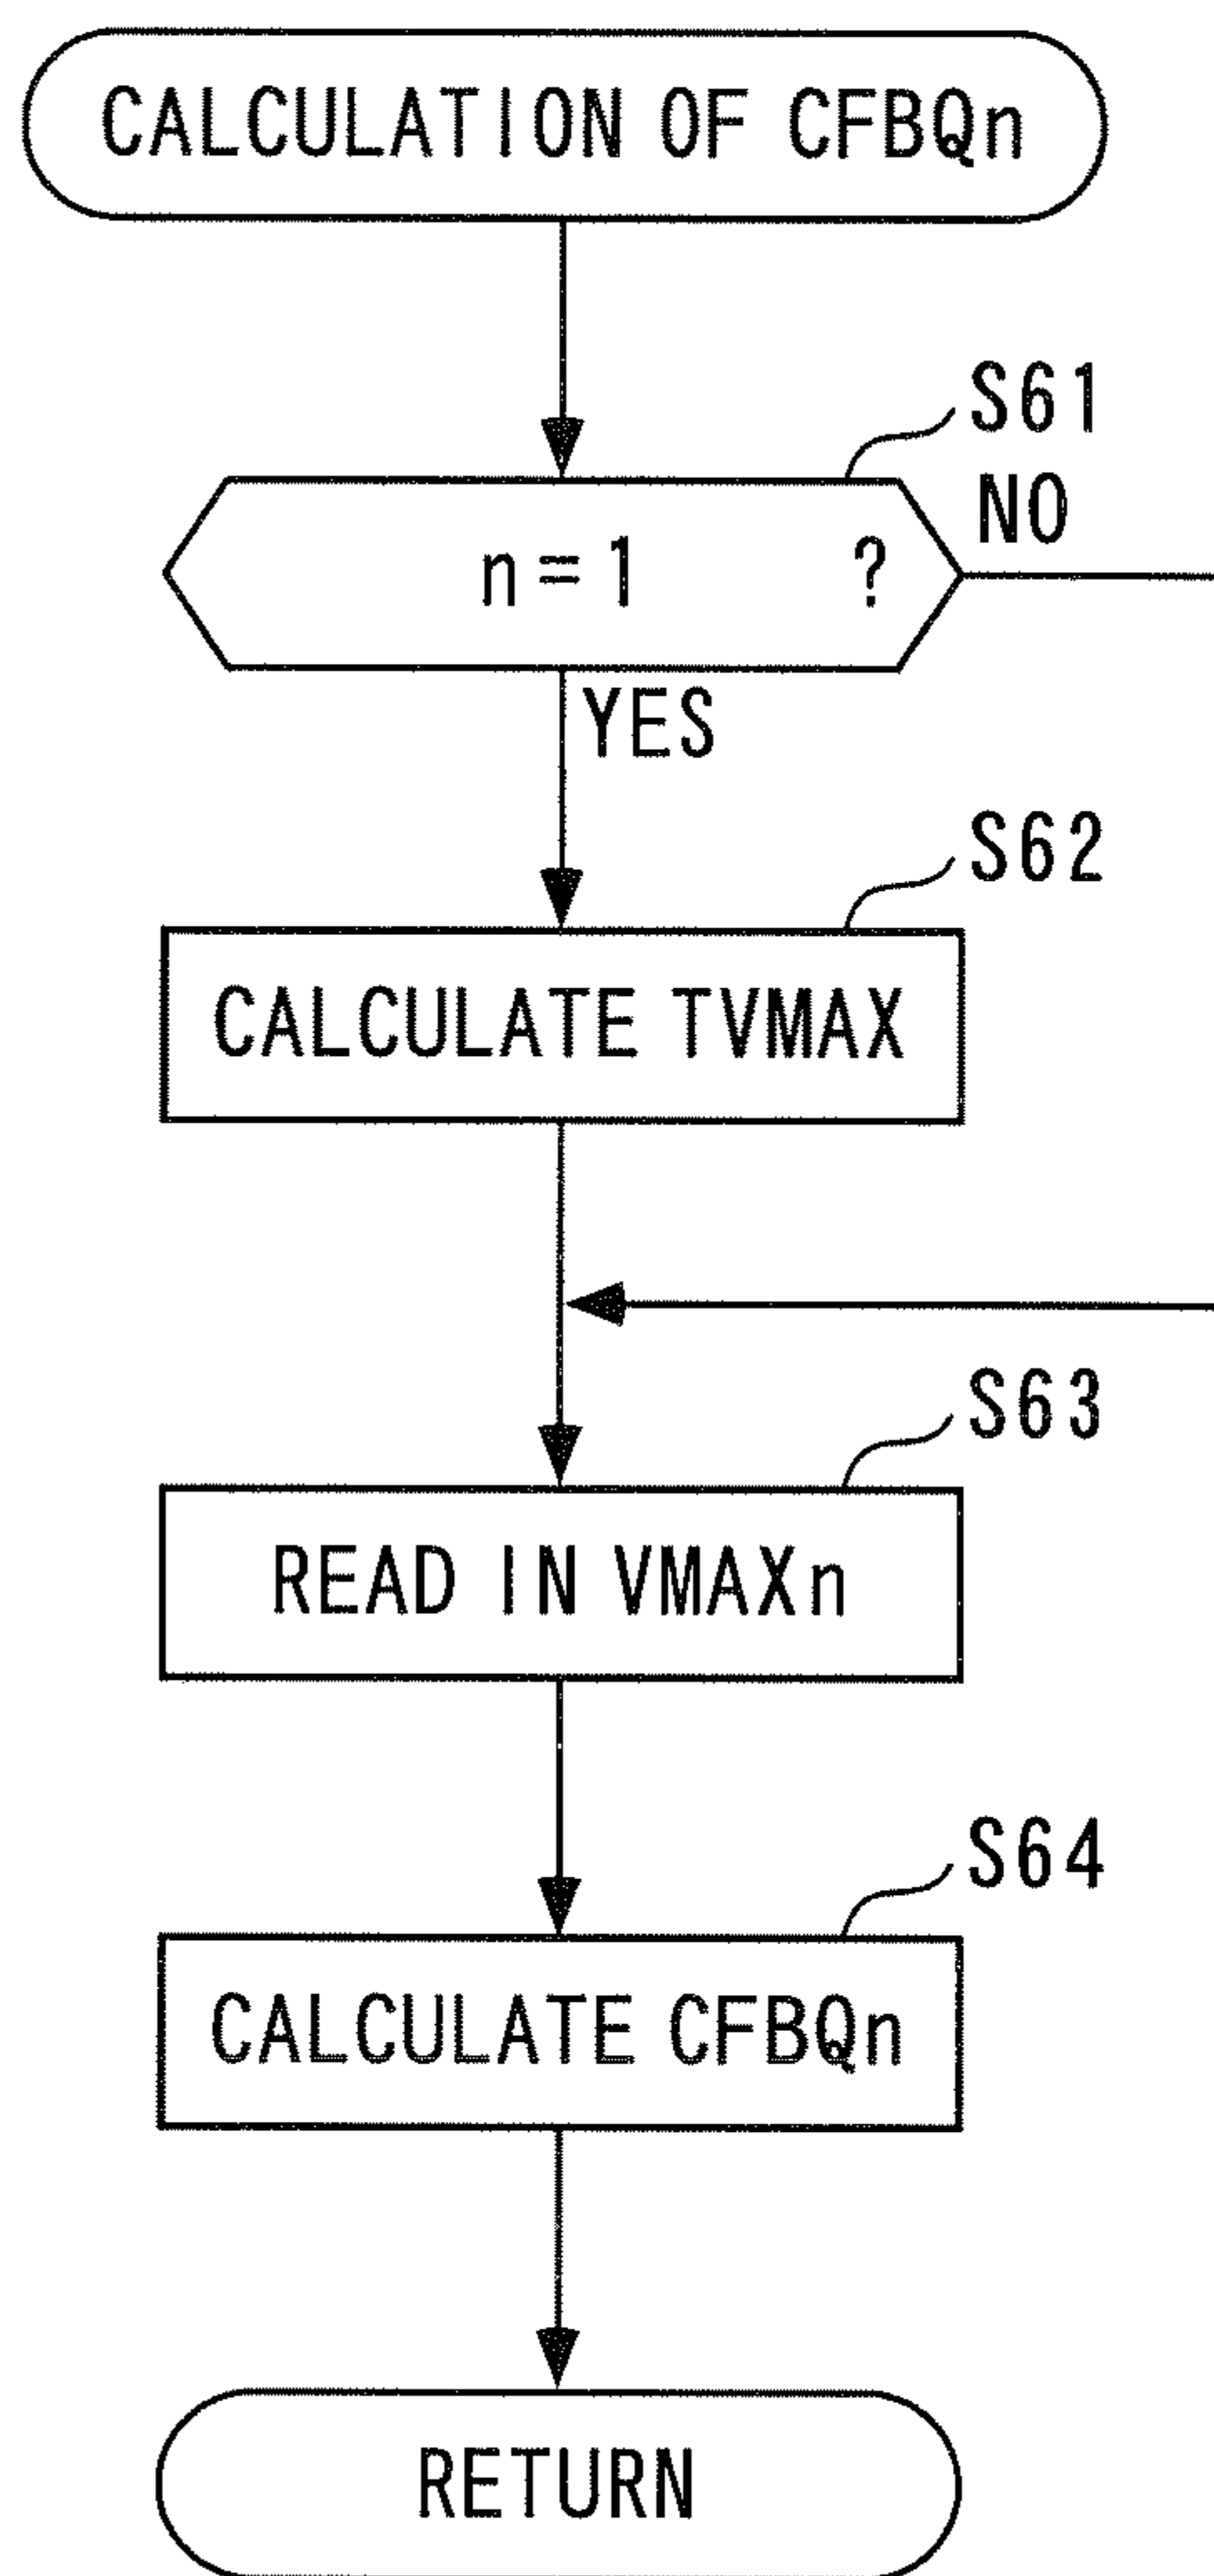 CALCULATION OF CFBQn
S61
NO
n=1 ?
YES
S62
CALCULATE TVMAX
S63
READ IN VMAXn
S64
CALCULATE CFBQn
RETURN